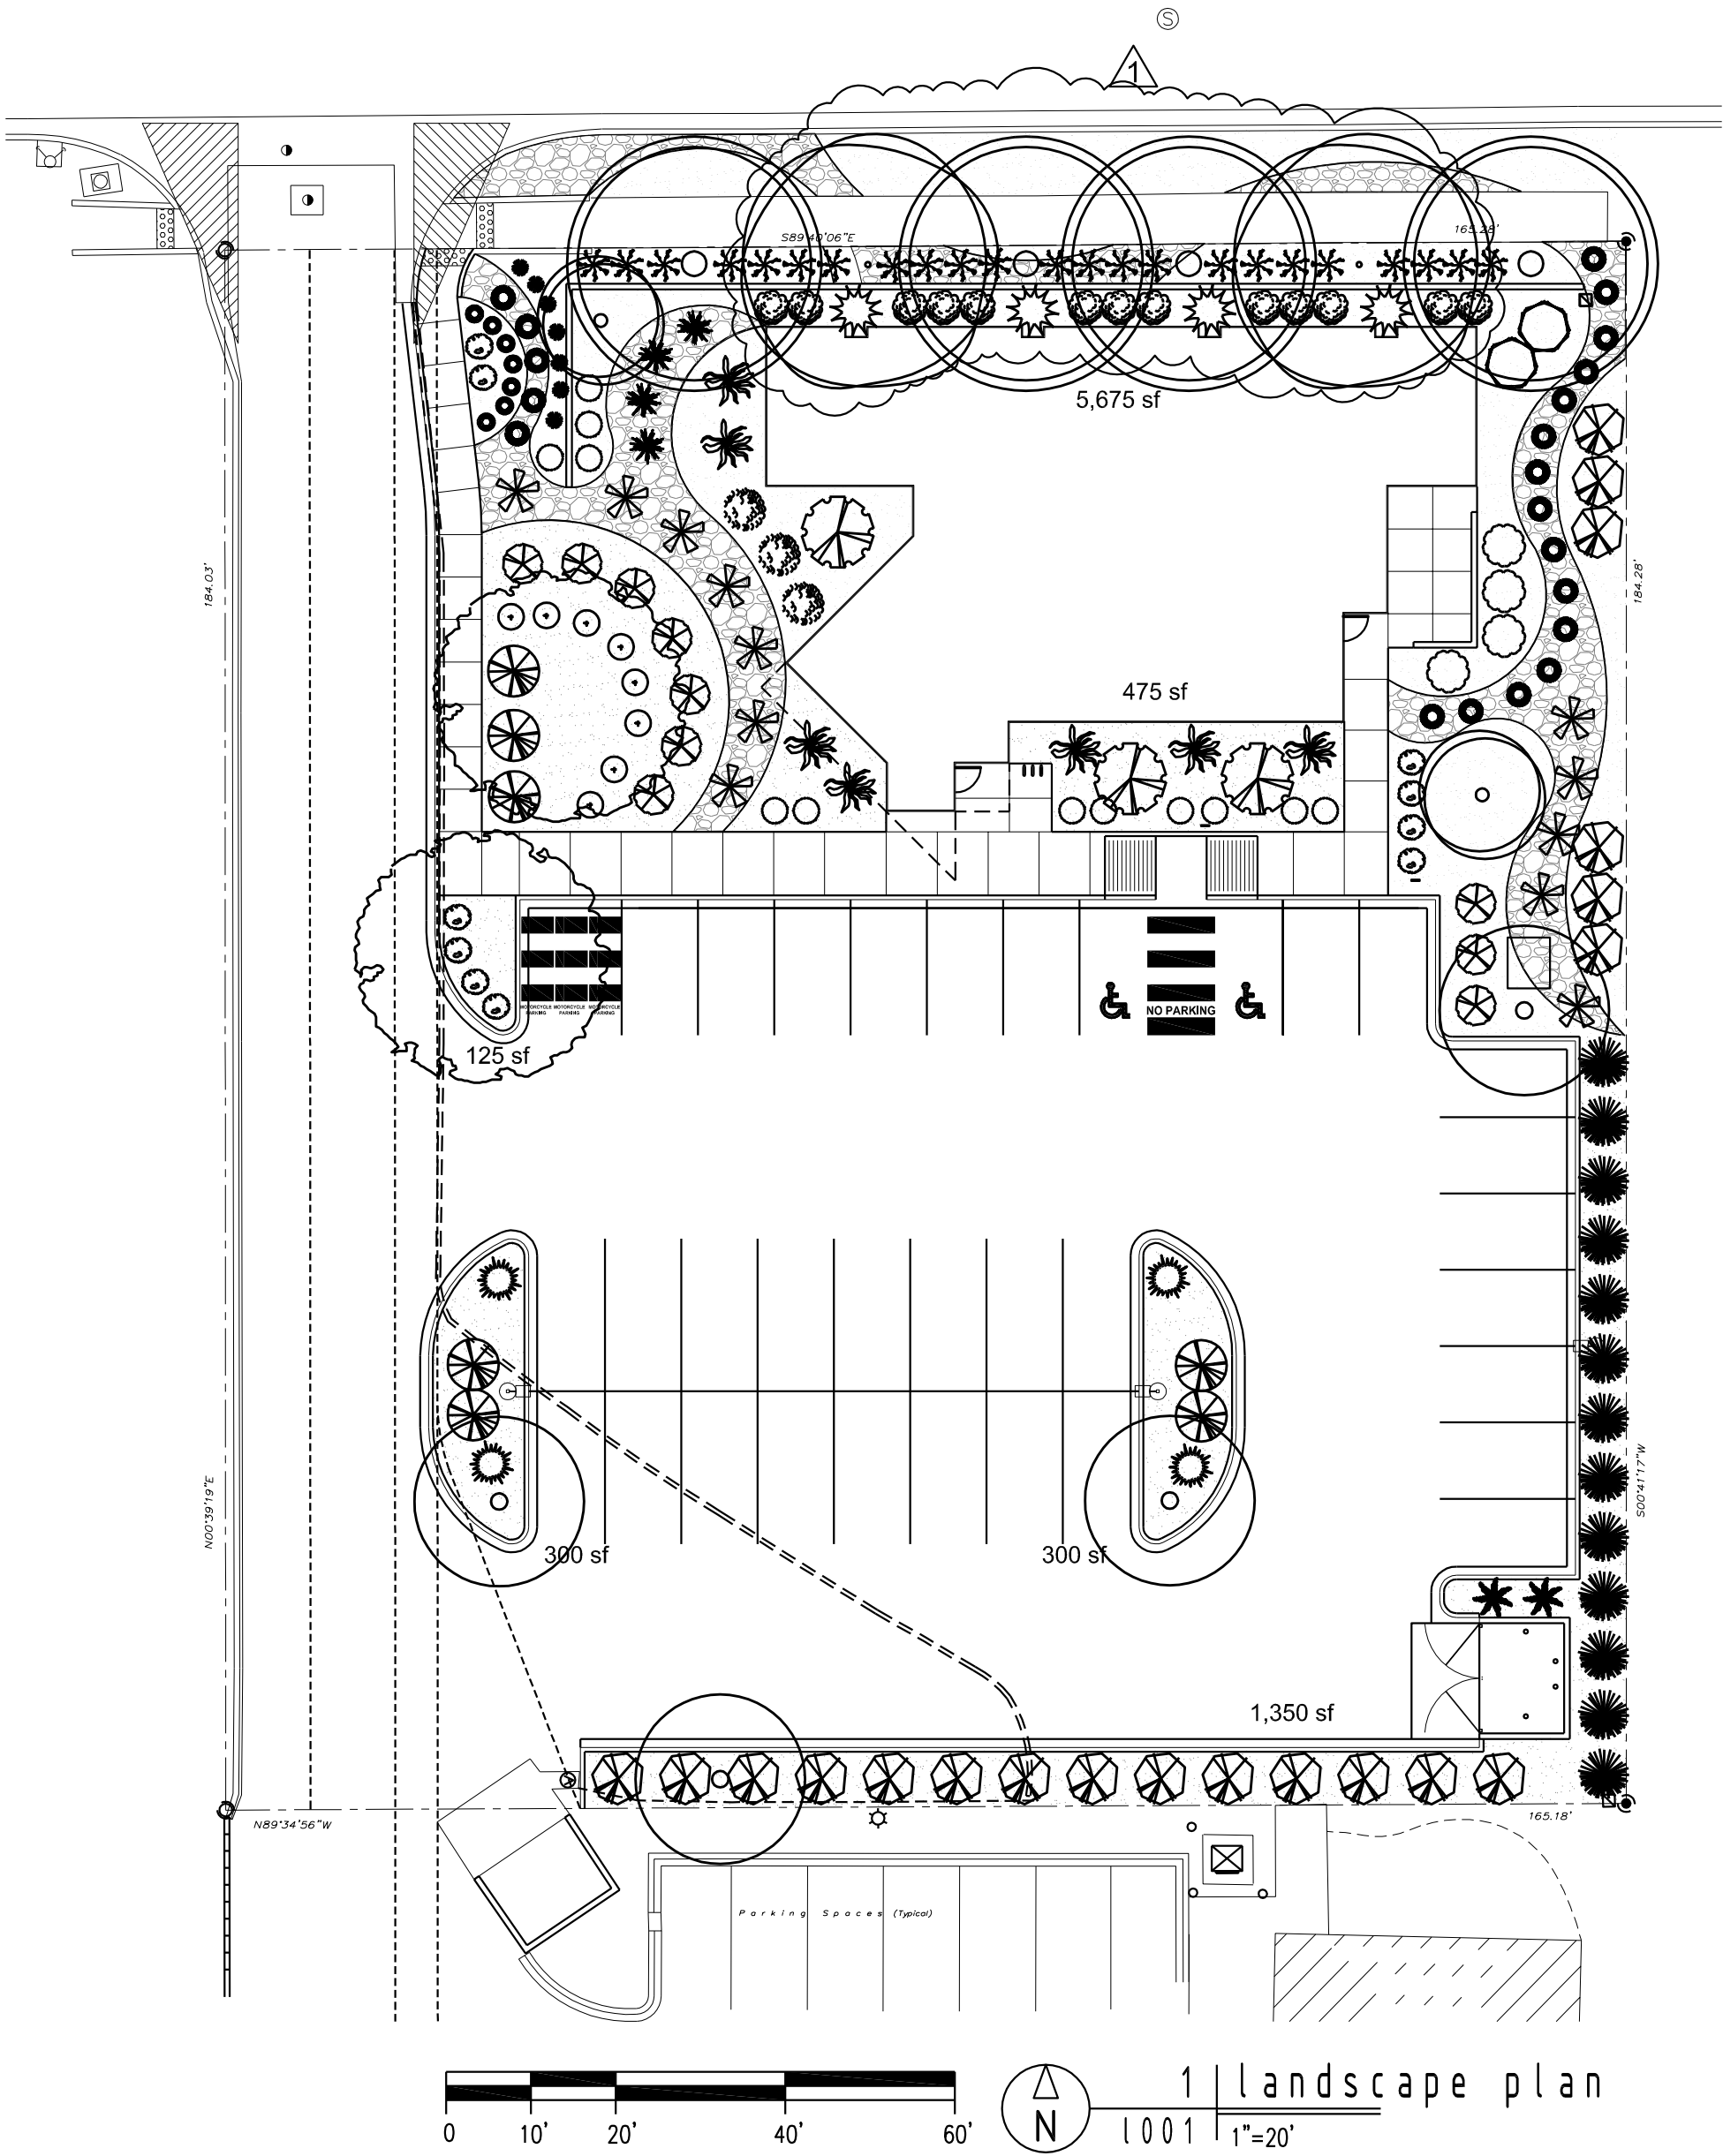 S
1
S89°40'06"E
165.28'
5,675 sf
184.03'
184.28'
475 sf
MOTORCYCLE PARKING
MOTORCYCLE PARKING
MOTORCYCLE PARKING
NO PARKING
125 sf
N00°39'19"E
S00°41'17"W
300 sf
300 sf
1,350 sf
N89°34'56"W
165.18'
Parking Spaces (Typical)
0 10' 20' 40' 60'
N
1 landscape plan
l001 1"=20'